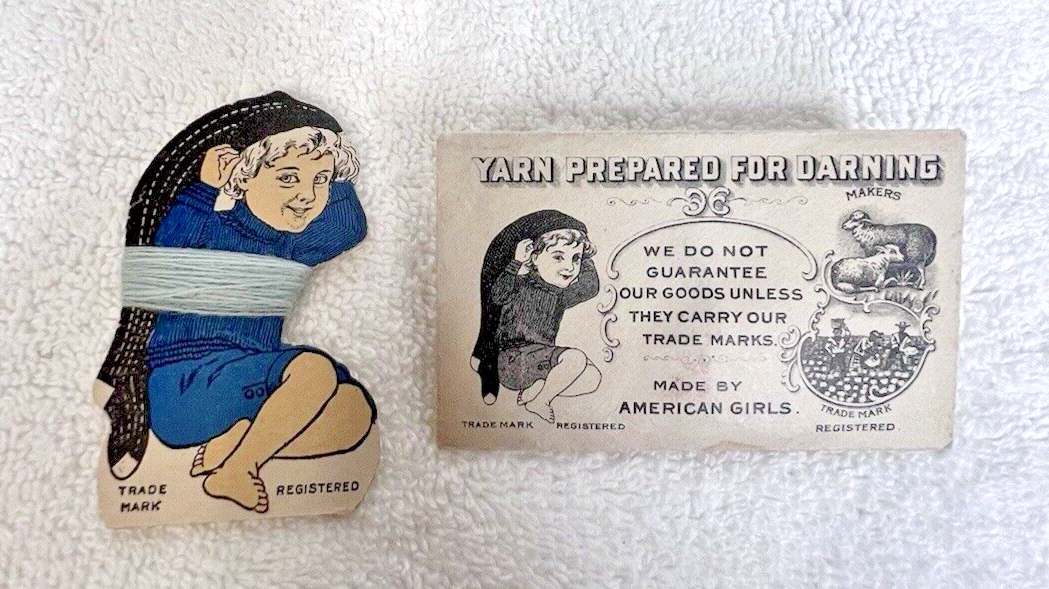 TRADE
MARK
REGISTERED
YARN PREPARED FOR DARNING
MAKERS
WE DO NOT
GUARANTEE
OUR GOODS UNLESS
THEY CARRY OUR
TRADE MARKS.
MADE BY
AMERICAN GIRLS.
TRADE MARK REGISTERED
TRADE MARK
REGISTERED.